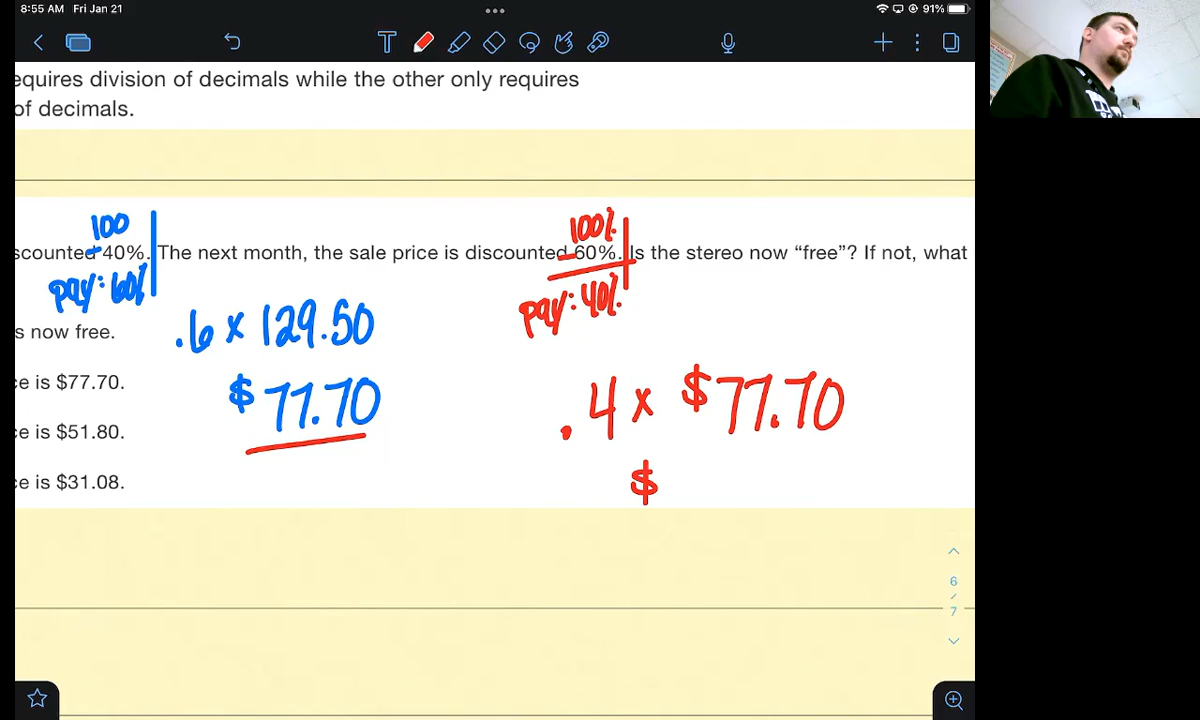 8:55 AM Fri Jan 21
91%
equires division of decimals while the other only requires
of decimals.
100
100%
scounted 40%. The next month, the sale price is discounted 60%. Is the stereo now “free”? If not, what
pay: 60%
pay: 40%
.6 x 129.50
s now free.
ce is $77.70.
$77.70
.4 x $77.70
ce is $51.80.
ce is $31.08.
$
6
/
7